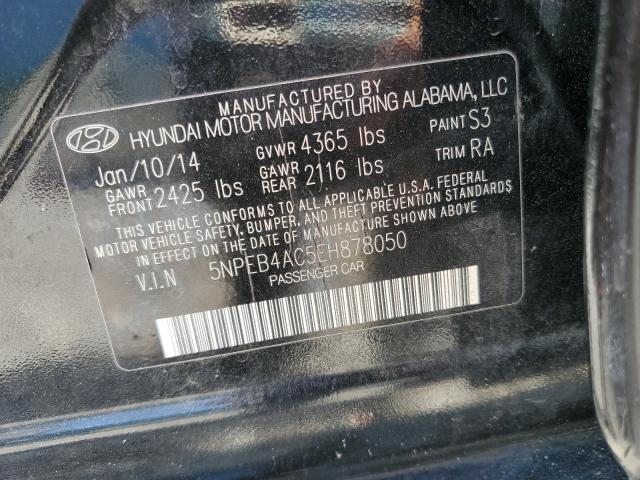 MANUFACTURED BY
HYUNDAI MOTOR MANUFACTURING ALABAMA, LLC
Jan/10/14 GVWR 4365 lbs PAINT S3
GAWR FRONT 2425 lbs GAWR REAR 2116 lbs TRIM RA
THIS VEHICLE CONFORMS TO ALL APPLICABLE U.S.A. FEDERAL
MOTOR VEHICLE SAFETY, BUMPER, AND THEFT PREVENTION STANDARDS
IN EFFECT ON THE DATE OF MANUFACTURE SHOWN ABOVE.
V.I.N 5NPEB4AC5EH878050
PASSENGER CAR